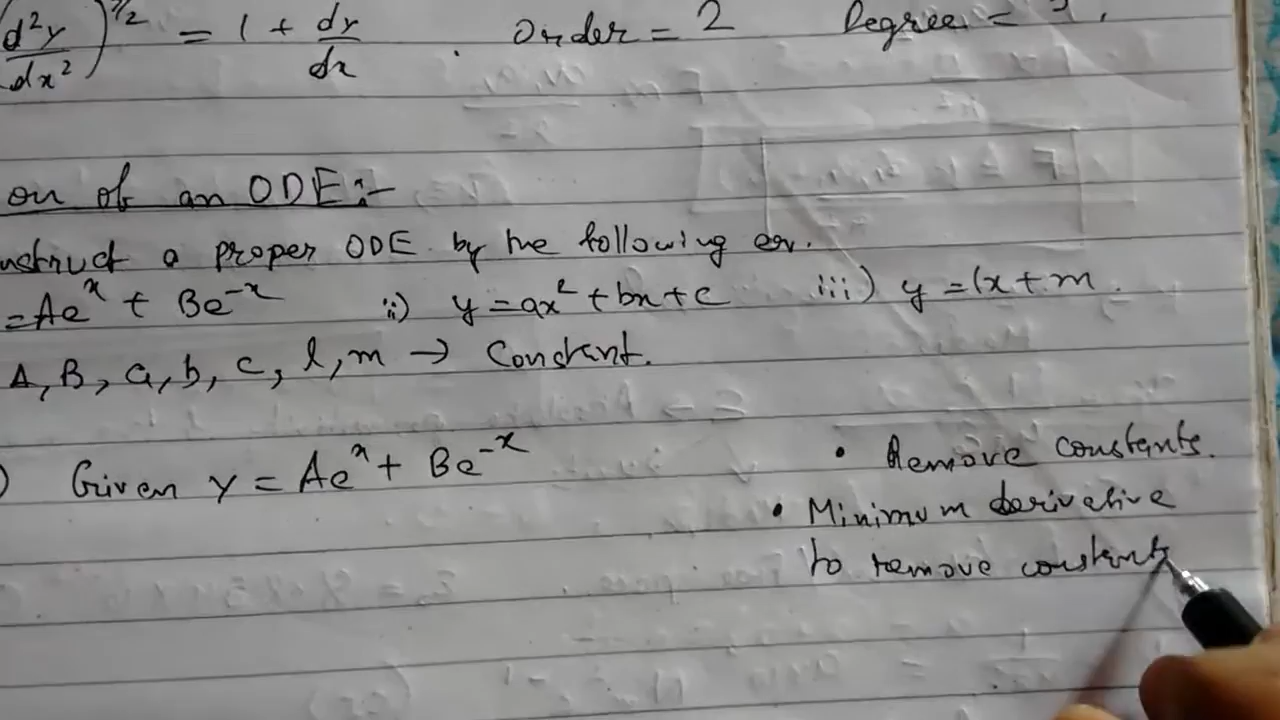 (d²y/dx²)^7/2 = 1 + dy/dx . Order = 2 Degree =
on of an ODE:-
nstruct a proper ODE by the following eq.
= Ae^x + Be^-x ii) y = ax² + bx + c iii) y = lx + m.
A, B, a, b, c, l, m → Constant.
) Given y = Ae^x + Be^-x • Remove constants.
• Minimum derivative
to remove constants